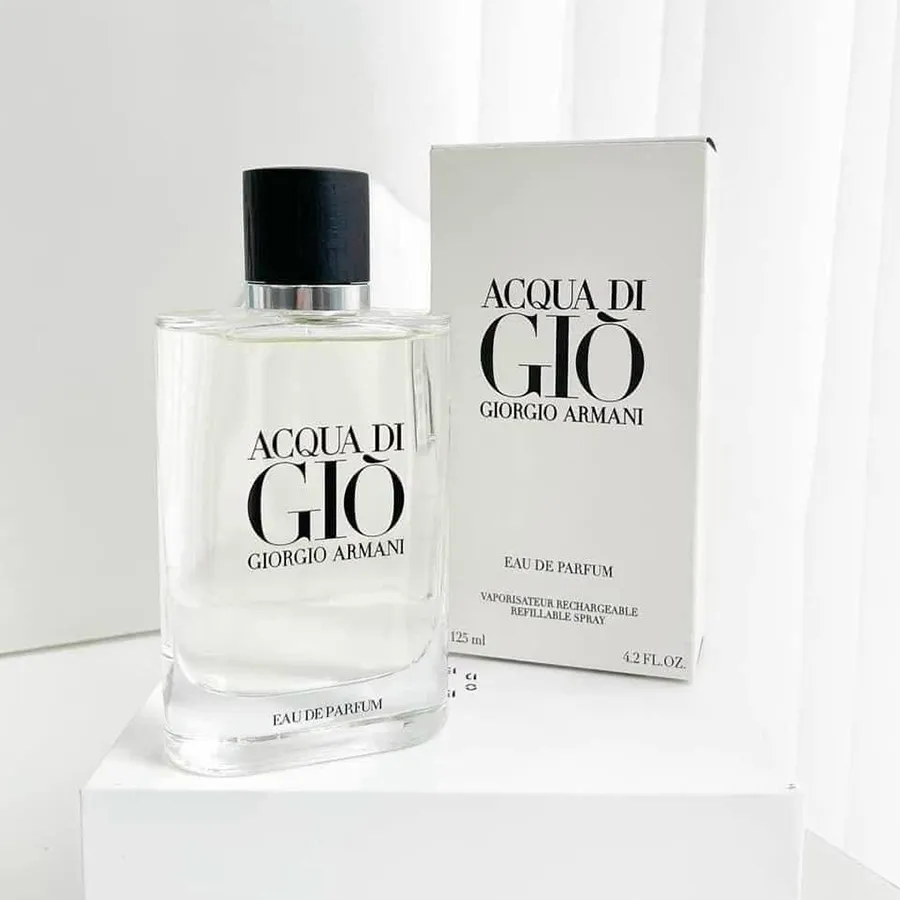 ACQUA DI
GIÒ
GIORGIO ARMANI
EAU DE PARFUM
ACQUA DI
GIÒ
GIORGIO ARMANI
EAU DE PARFUM
VAPORISATEUR RECHARGEABLE
REFILLABLE SPRAY
125 ml
4.2 FL.OZ.